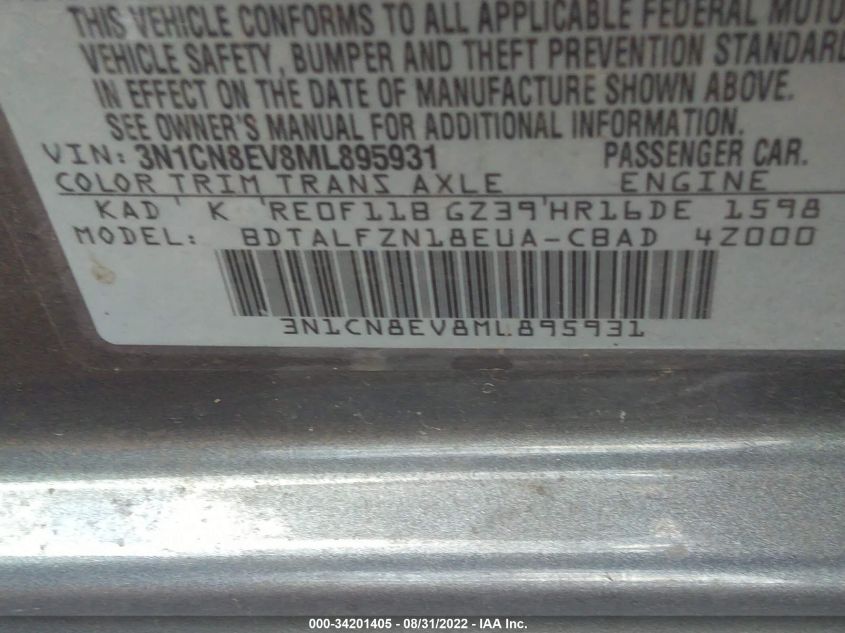 THIS VEHICLE CONFORMS TO ALL APPLICABLE FEDERAL MOTO
VEHICLE SAFETY, BUMPER AND THEFT PREVENTION STANDARD
IN EFFECT ON THE DATE OF MANUFACTURE SHOWN ABOVE.
SEE OWNER'S MANUAL FOR ADDITIONAL INFORMATION.
VIN: 3N1CN8EV8ML895931 PASSENGER CAR.
COLOR TRIM TRANS AXLE ENGINE
KAD K RE0F11B GZ39 HR16DE 1598
MODEL: BDTALFZN18EUA-CBAD 4Z000
3N1CN8EV8ML895931
000-34201405 - 08/31/2022 - IAA Inc.